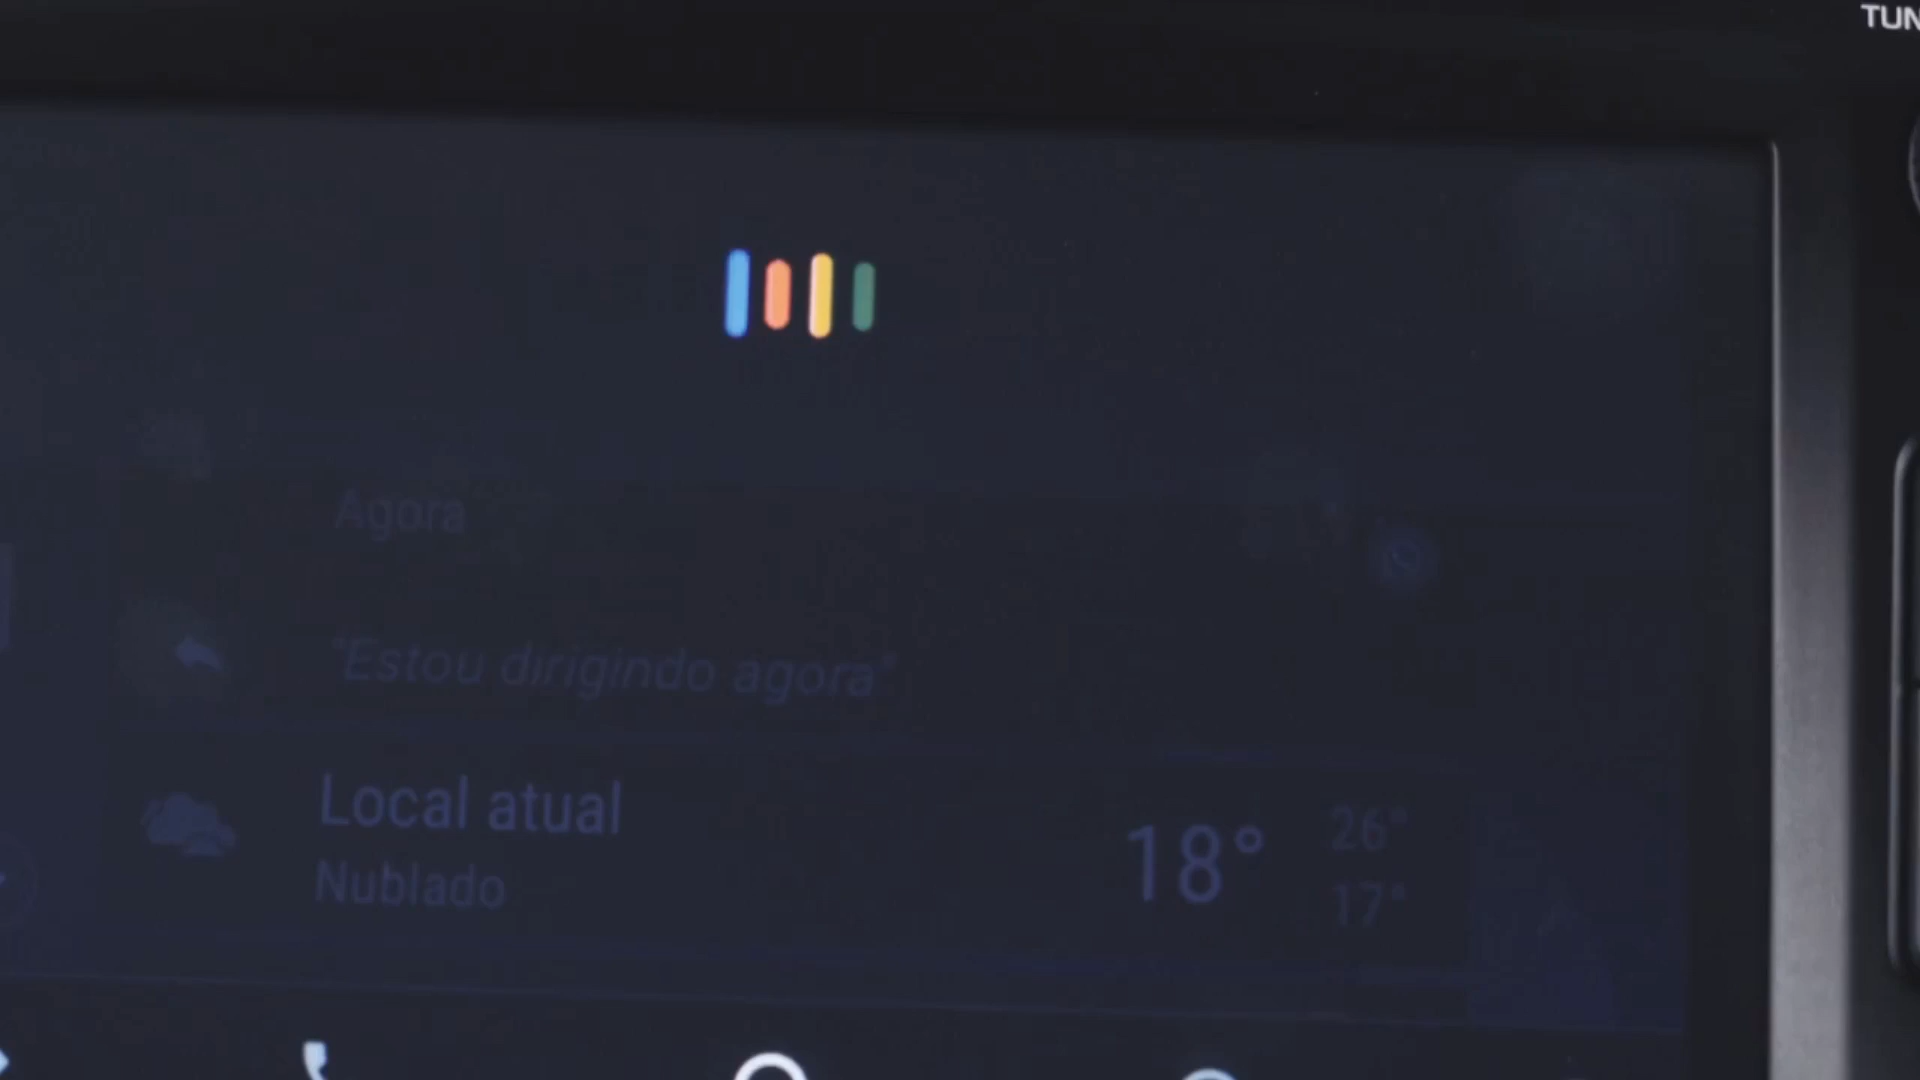 TUN
Agora
"Estou dirigindo agora"
Local atual
Nublado
18°
26°
17°